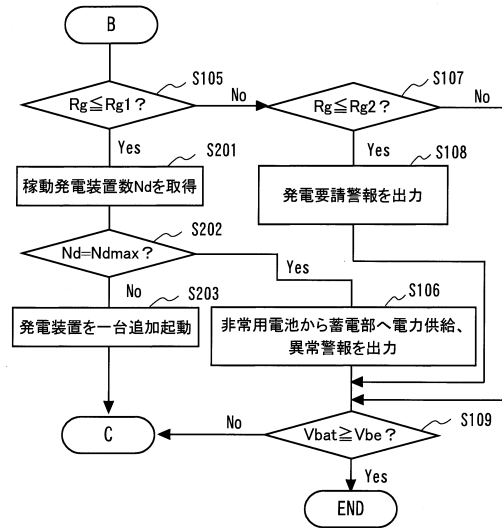 B
S105
Rg≦Rg1?
No
Yes
S107
Rg≦Rg2?
No
Yes
S201
稼動発電装置数Ndを取得
S108
発電要請警報を出力
S202
Nd=Ndmax?
Yes
No
S203
発電装置を一台追加起動
S106
非常用電池から蓄電部へ電力供給、
異常警報を出力
C
No
S109
Vbat≧Vbe?
Yes
END